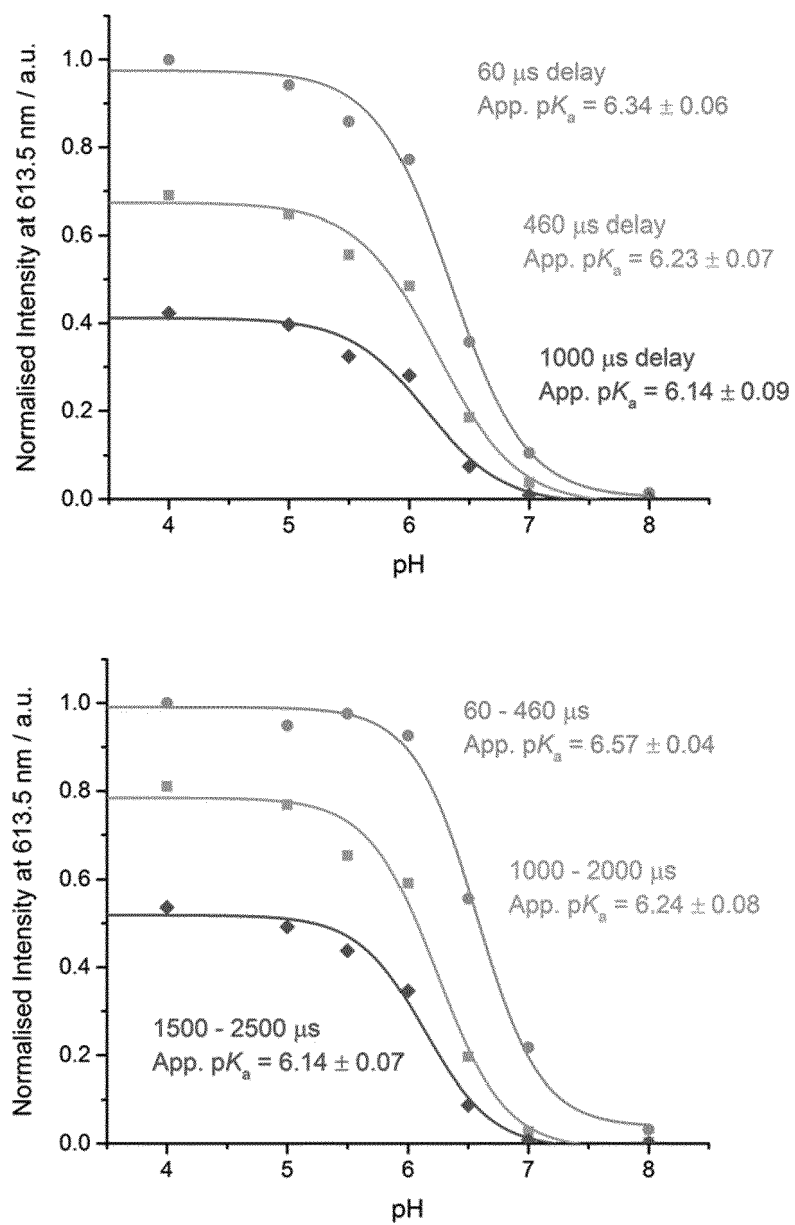 Normalised Intensity at 613.5 nm / a.u.
1.0
0.8
0.6
0.4
0.2
0.0
60 μs delay
App. pKa = 6.34 ± 0.06
460 μs delay
App. pKa = 6.23 ± 0.07
1000 μs delay
App. pKa = 6.14 ± 0.09
4 5 6 7 8
pH
Normalised Intensity at 613.5 nm / a.u.
1.0
0.8
0.6
0.4
0.2
0.0
60 - 460 μs
App. pKa = 6.57 ± 0.04
1000 - 2000 μs
App. pKa = 6.24 ± 0.08
1500 - 2500 μs
App. pKa = 6.14 ± 0.07
4 5 6 7 8
pH